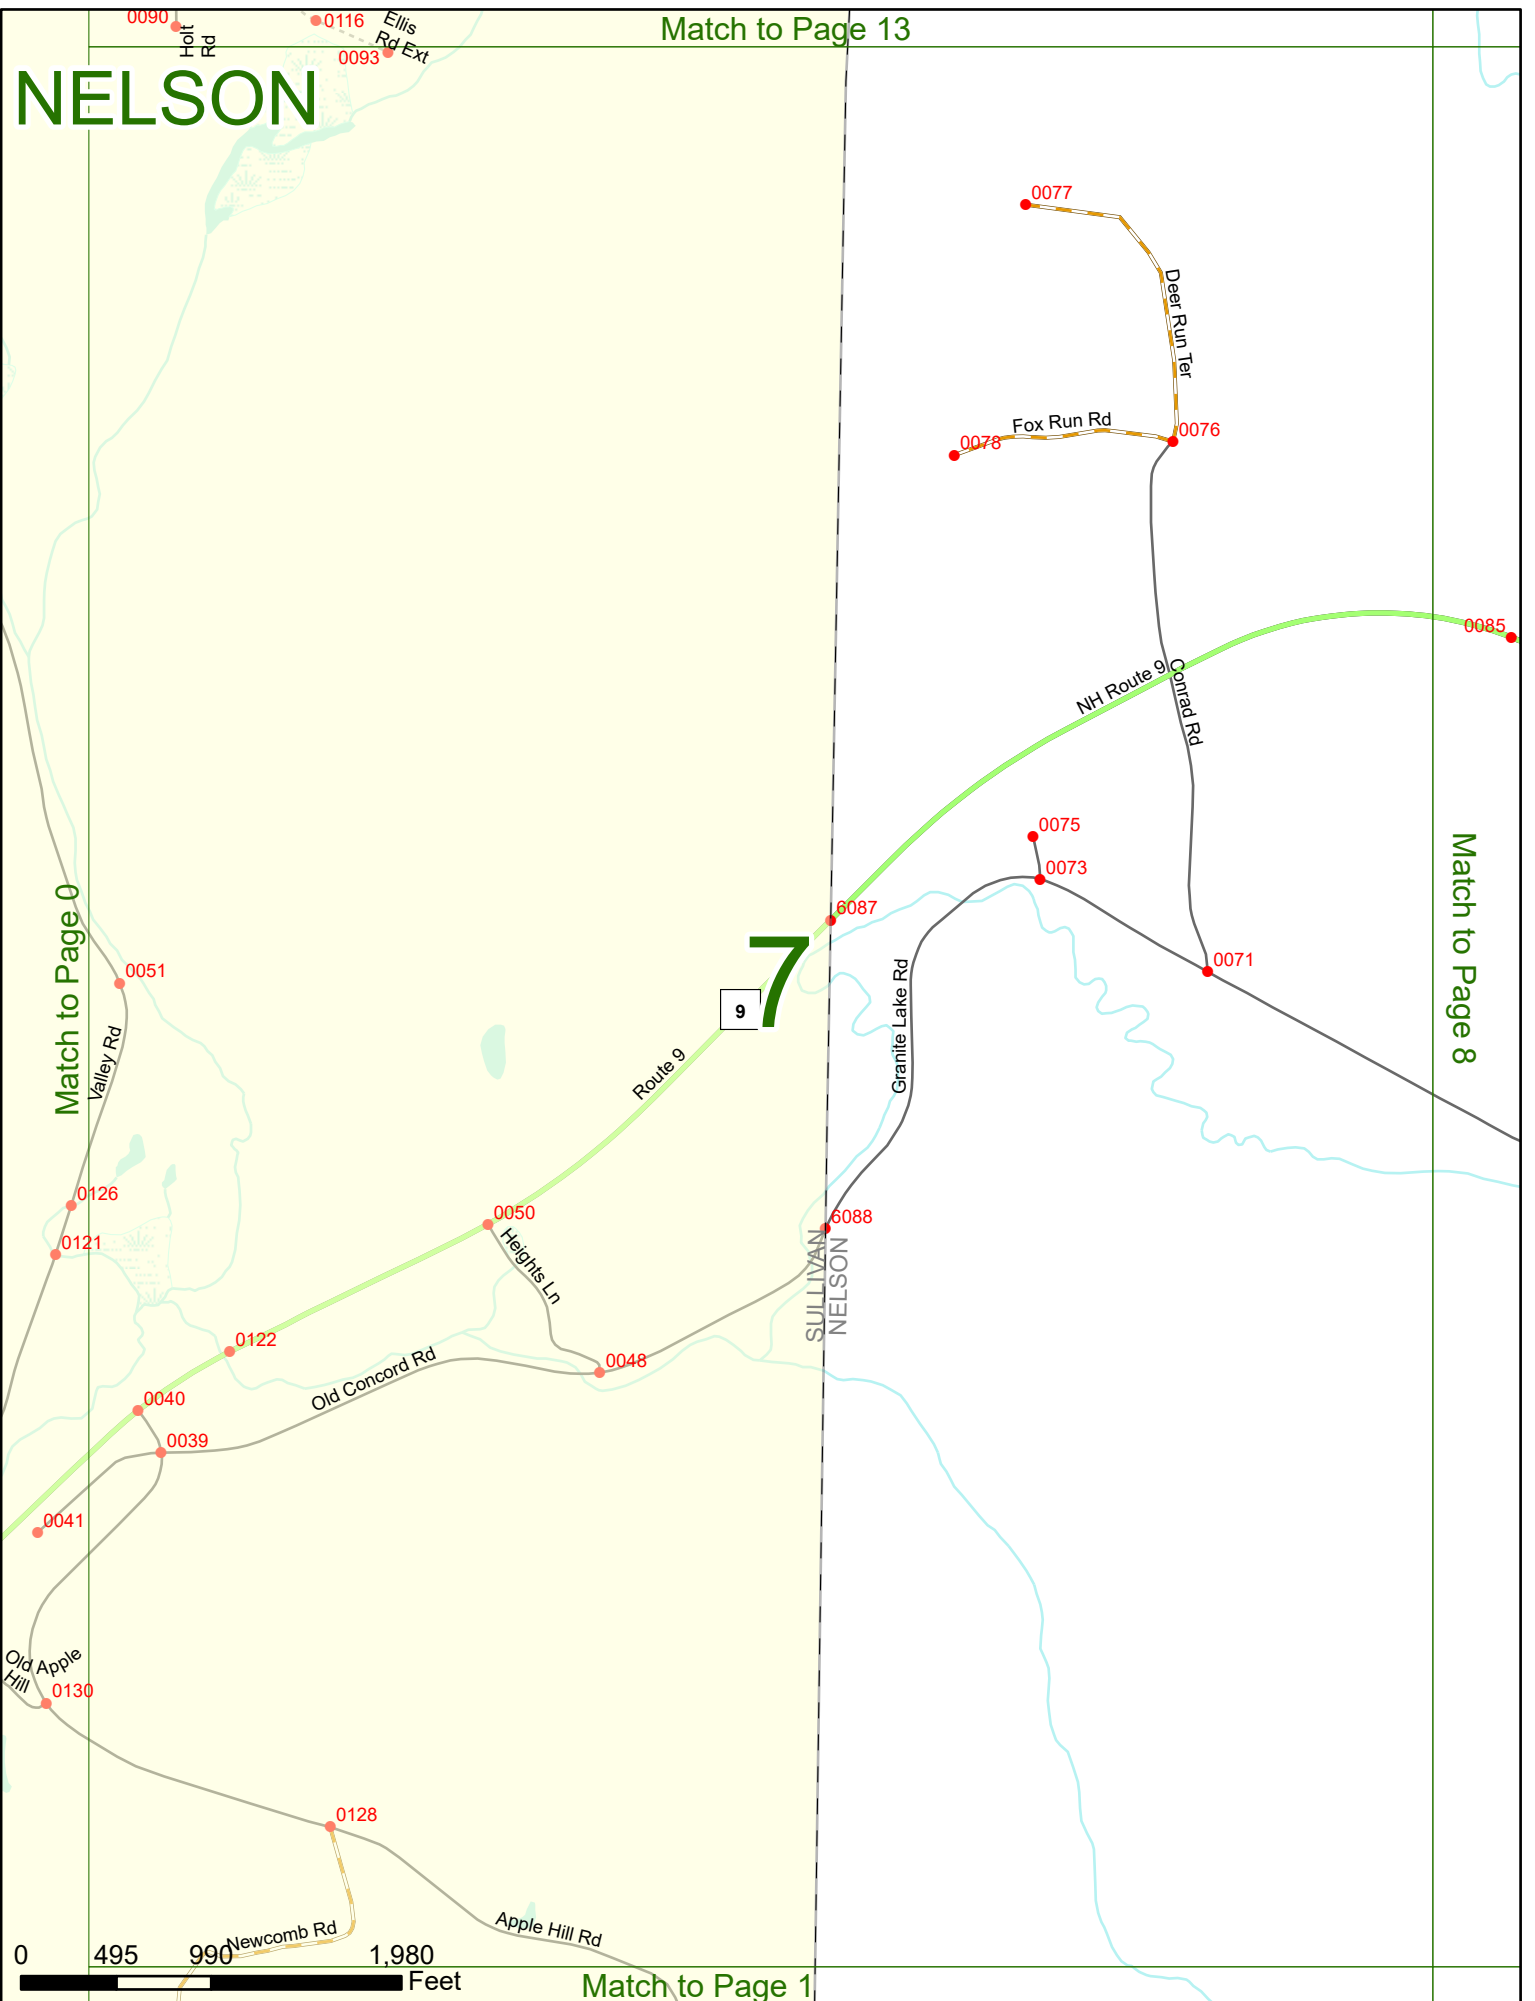 0090
Holt
Rd
0116
Ellis
Rd Ext
0093
Match to Page 13
NELSON
0077
Deer Run Ter
Fox Run Rd
0078
0076
0085
NH Route 9
Conrad Rd
0075
0073
6087
7
9
0071
Match to Page 0
Match to Page 8
0051
Valley Rd
Route 9
Granite Lake Rd
0126
0121
0050
Heights Ln
6088
SULLIVAN
NELSON
0122
0048
Old Concord Rd
0040
0039
0041
Old Apple
Hill
0130
0128
Newcomb Rd
Apple Hill Rd
0 495 990 1,980
Feet
Match to Page 1